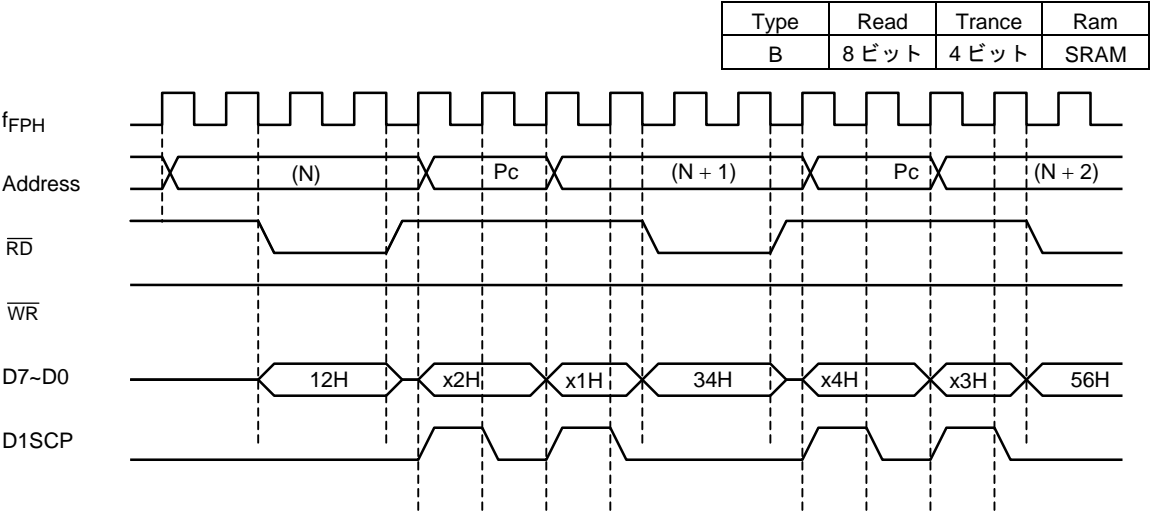 Type Read Trance Ram
B 8 ビット 4 ビット SRAM
fFPH
Address (N) Pc (N + 1) Pc (N + 2)
RD
WR
D7~D0 12H x2H x1H 34H x4H x3H 56H
D1SCP